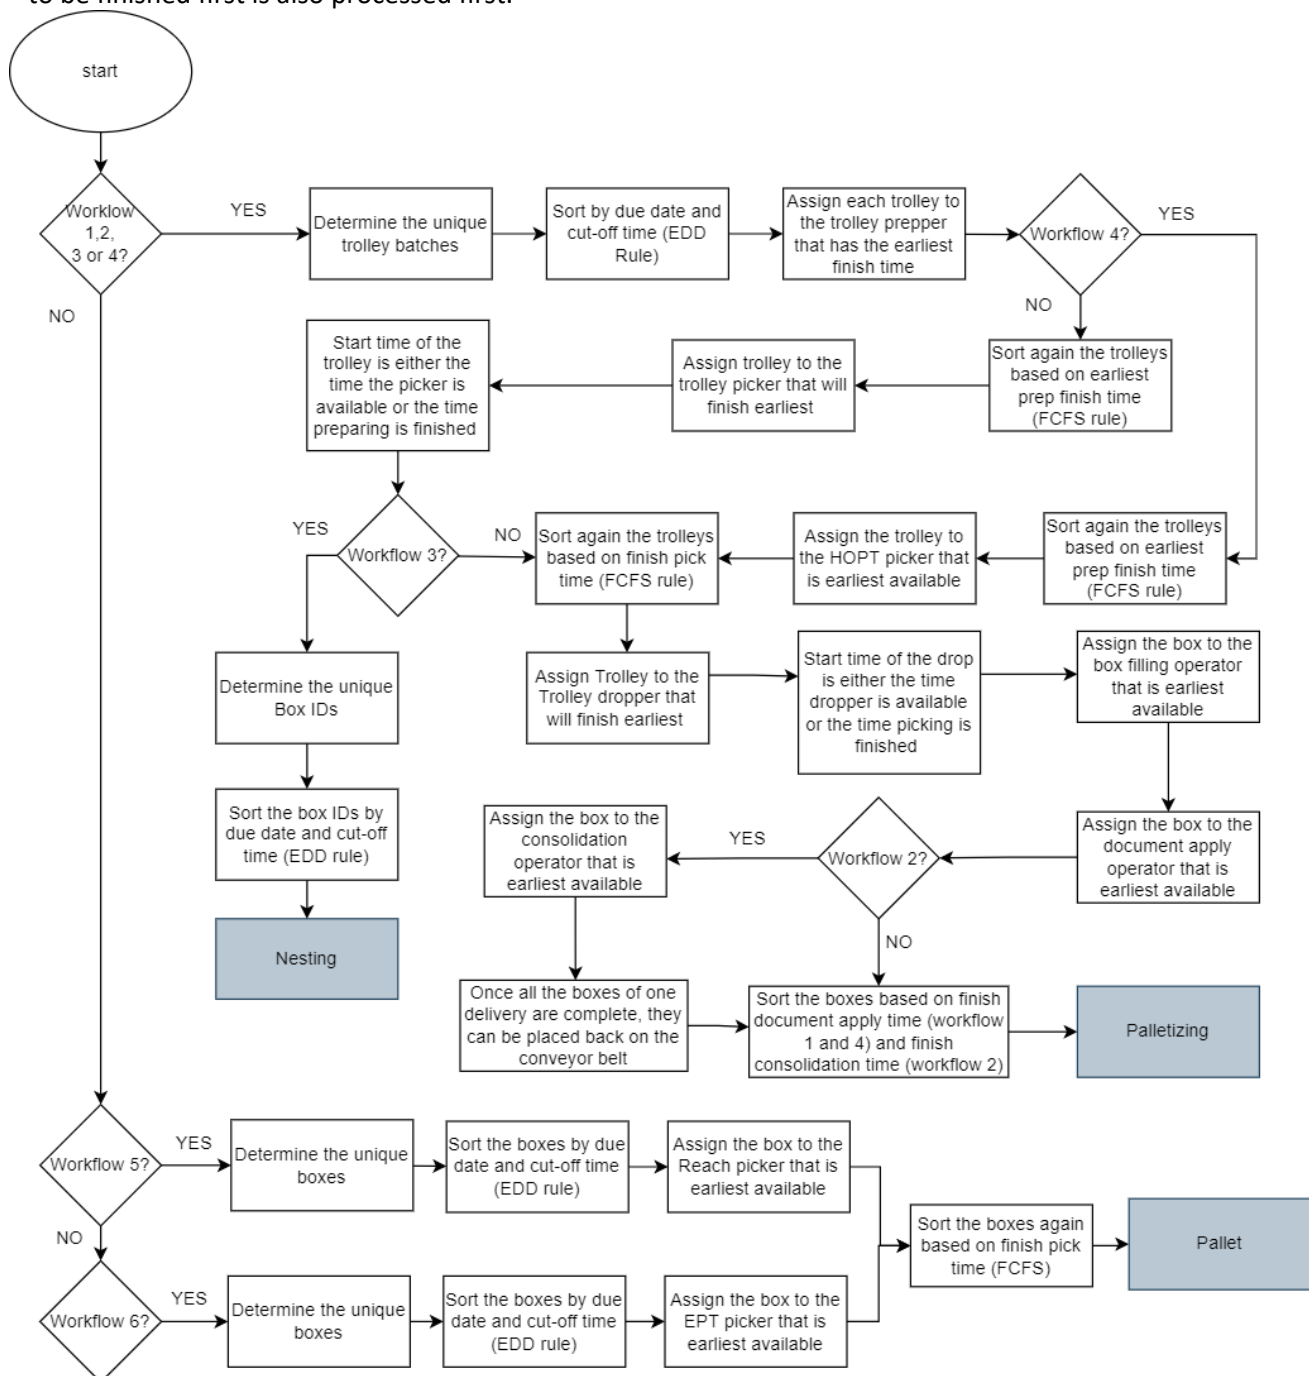 to be finished first is also processed first.
start
Worklow
1,2,
3 or 4?
YES
NO
Determine the unique
trolley batches
Sort by due date and
cut-off time (EDD
Rule)
Assign each trolley to
the trolley prepper
that has the earliest
finish time
Workflow 4?
YES
NO
Sort again the trolleys
based on earliest
prep finish time
(FCFS rule)
Assign trolley to the
trolley picker that will
finish earliest
Start time of the
trolley is either the
time the picker is
available or the time
preparing is finished
Workflow 3?
YES
NO
Sort again the trolleys
based on finish pick
time (FCFS rule)
Assign the trolley to
the HOPT picker that
is earliest available
Sort again the trolleys
based on earliest
prep finish time
(FCFS rule)
Determine the unique
Box IDs
Assign Trolley to the
Trolley dropper that
will finish earliest
Start time of the drop
is either the time
dropper is available
or the time picking is
finished
Assign the box to the
box filling operator
that is earliest
available
Sort the box IDs by
due date and cut-off
time (EDD rule)
Nesting
Assign the box to the
consolidation
operator that is
earliest available
YES
Workflow 2?
NO
Assign the box to the
document apply
operator that is
earliest available
Once all the boxes of one
delivery are complete, they
can be placed back on the
conveyor belt
Sort the boxes based on finish
document apply time (workflow
1 and 4) and finish
consolidation time (workflow 2)
Palletizing
Workflow 5?
YES
NO
Determine the unique
boxes
Sort the boxes by due
date and cut-off time
(EDD rule)
Assign the box to the
Reach picker that is
earliest available
Sort the boxes again
based on finish pick
time (FCFS)
Pallet
Workflow 6?
YES
Determine the unique
boxes
Sort the boxes by due
date and cut-off time
(EDD rule)
Assign the box to the
EPT picker that is
earliest available